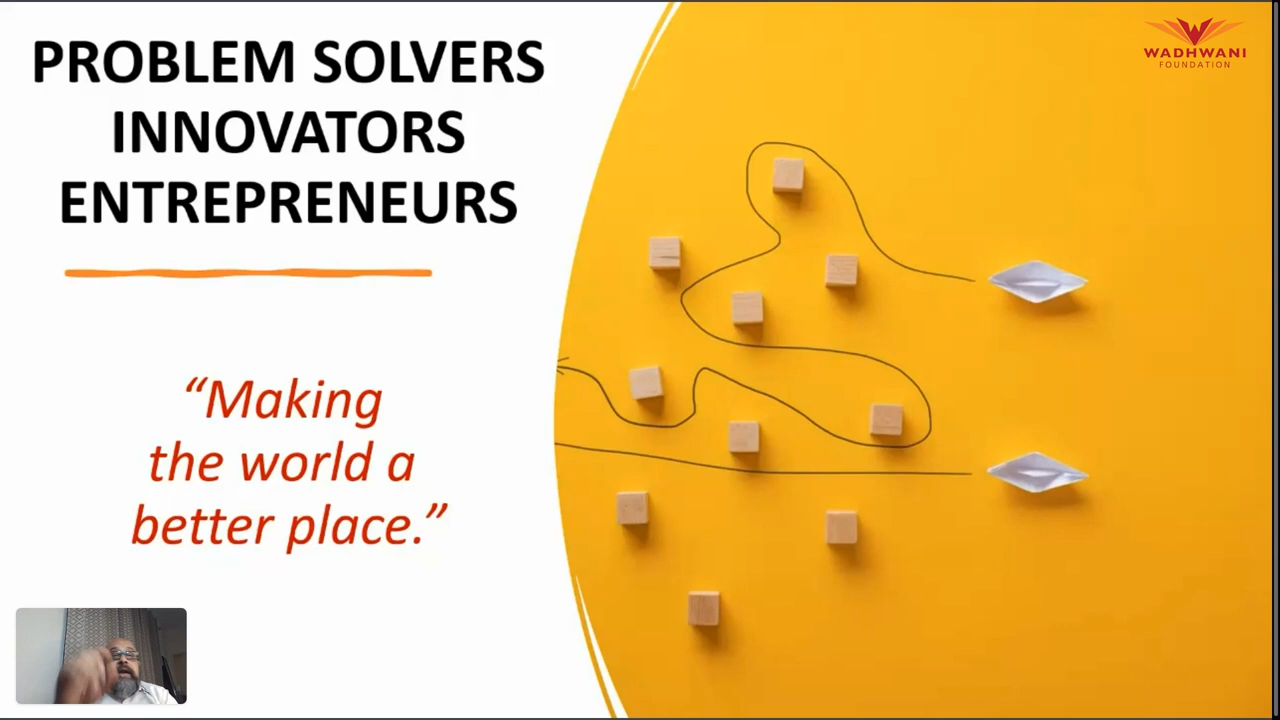 PROBLEM SOLVERS
INNOVATORS
ENTREPRENEURS
“Making
the world a
better place.”
WADHWANI
FOUNDATION